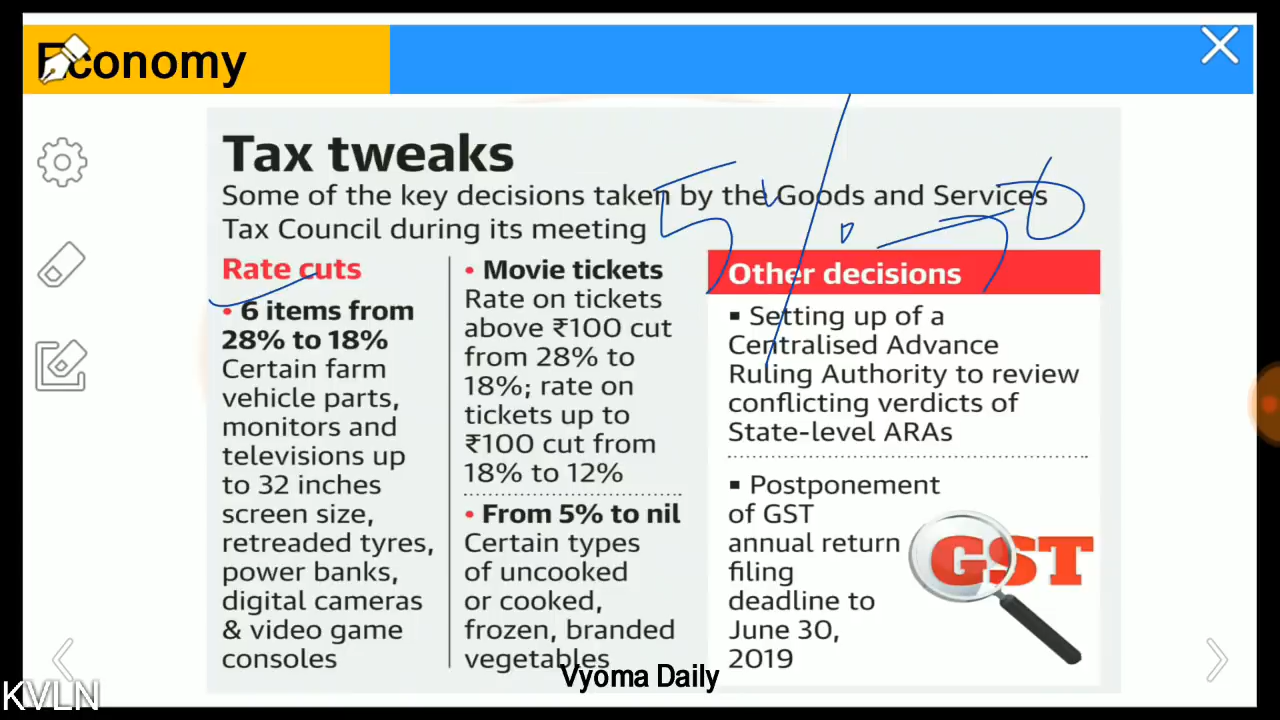 Economy
Tax tweaks
Some of the key decisions taken by the Goods and Services
Tax Council during its meeting
Rate cuts
• 6 items from
28% to 18%
Certain farm
vehicle parts,
monitors and
televisions up
to 32 inches
screen size,
retreaded tyres,
power banks,
digital cameras
& video game
consoles
• Movie tickets
Rate on tickets
above ₹100 cut
from 28% to
18%; rate on
tickets up to
₹100 cut from
18% to 12%
• From 5% to nil
Certain types
of uncooked
or cooked,
frozen, branded
vegetables
Other decisions
▪ Setting up of a
Centralised Advance
Ruling Authority to review
conflicting verdicts of
State-level ARAs
▪ Postponement
of GST
annual return
filing
deadline to
June 30,
2019
GST
Vyoma Daily
KVLN